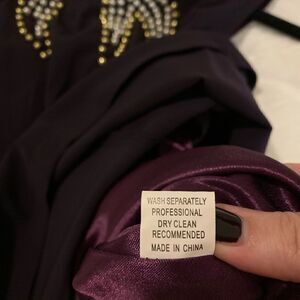 WASH SEPARATELY
PROFESSIONAL
DRY CLEAN
RECOMMENDED
MADE IN CHINA